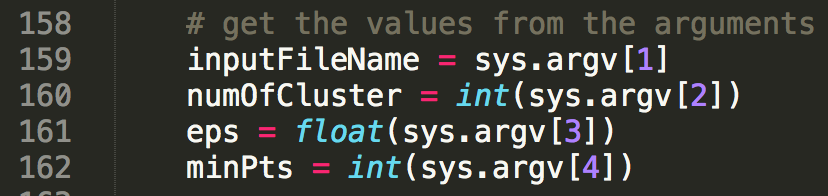 158 # get the values from the arguments
159 inputFileName = sys.argv[1]
160 numOfCluster = int(sys.argv[2])
161 eps = float(sys.argv[3])
162 minPts = int(sys.argv[4])